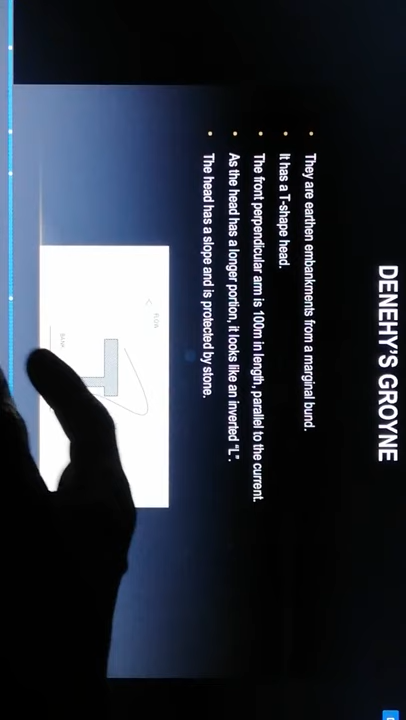 DENEHY'S GROYNE
• They are earthen embankments from a marginal bund.
• It has a T-shape head.
• The front perpendicular arm is 100m in length, parallel to the current.
• As the head has a longer portion, it looks like an inverted "L".
• The head has a slope and is protected by stone.
FLOW
BANK